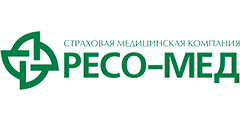 СТРАХОВАЯ МЕДИЦИНСКАЯ КОМПАНИЯ
РЕСО-МЕД